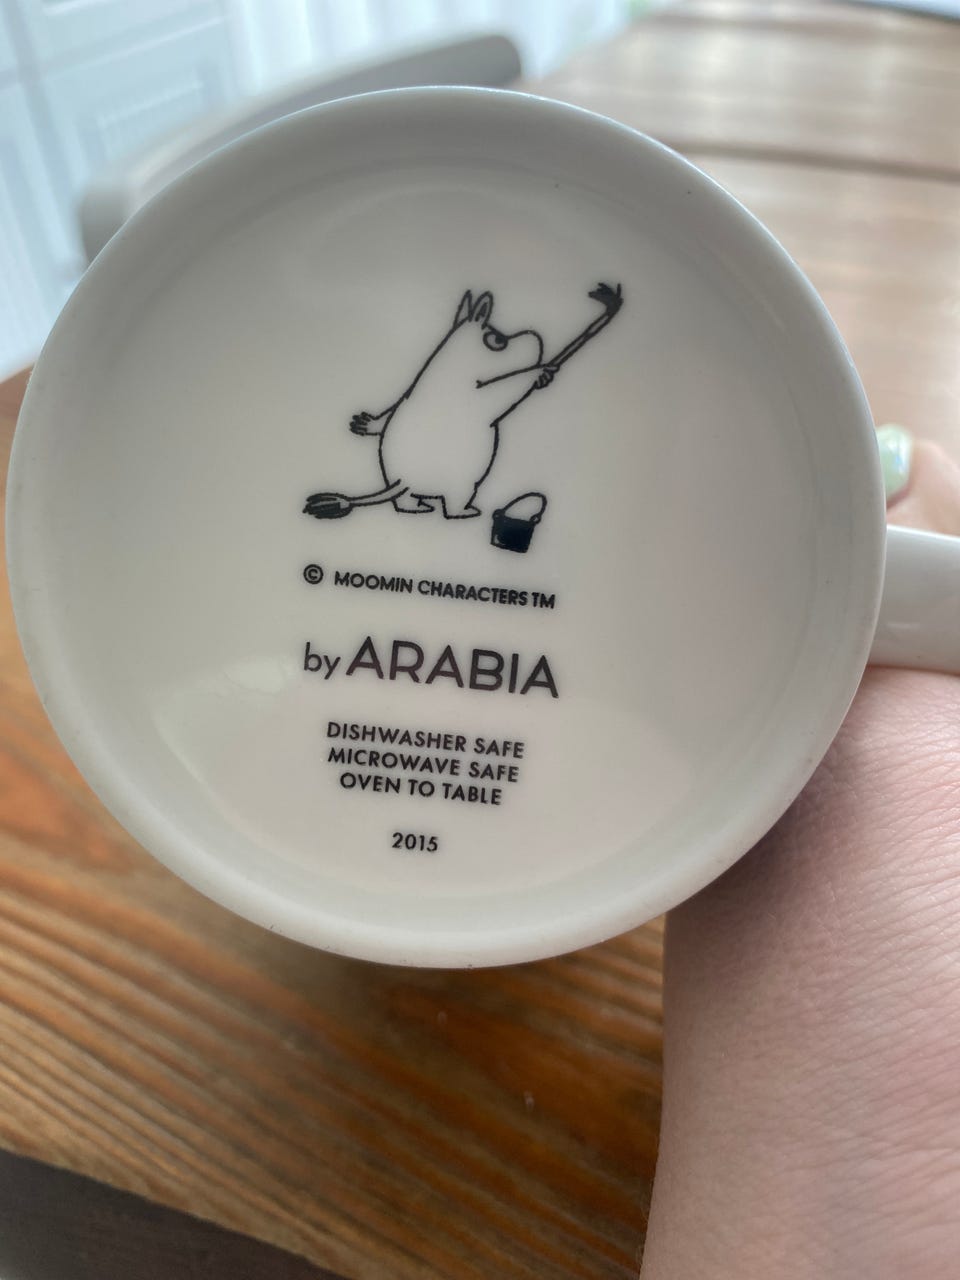 © MOOMIN CHARACTERS TM
by ARABIA
DISHWASHER SAFE
MICROWAVE SAFE
OVEN TO TABLE
2015